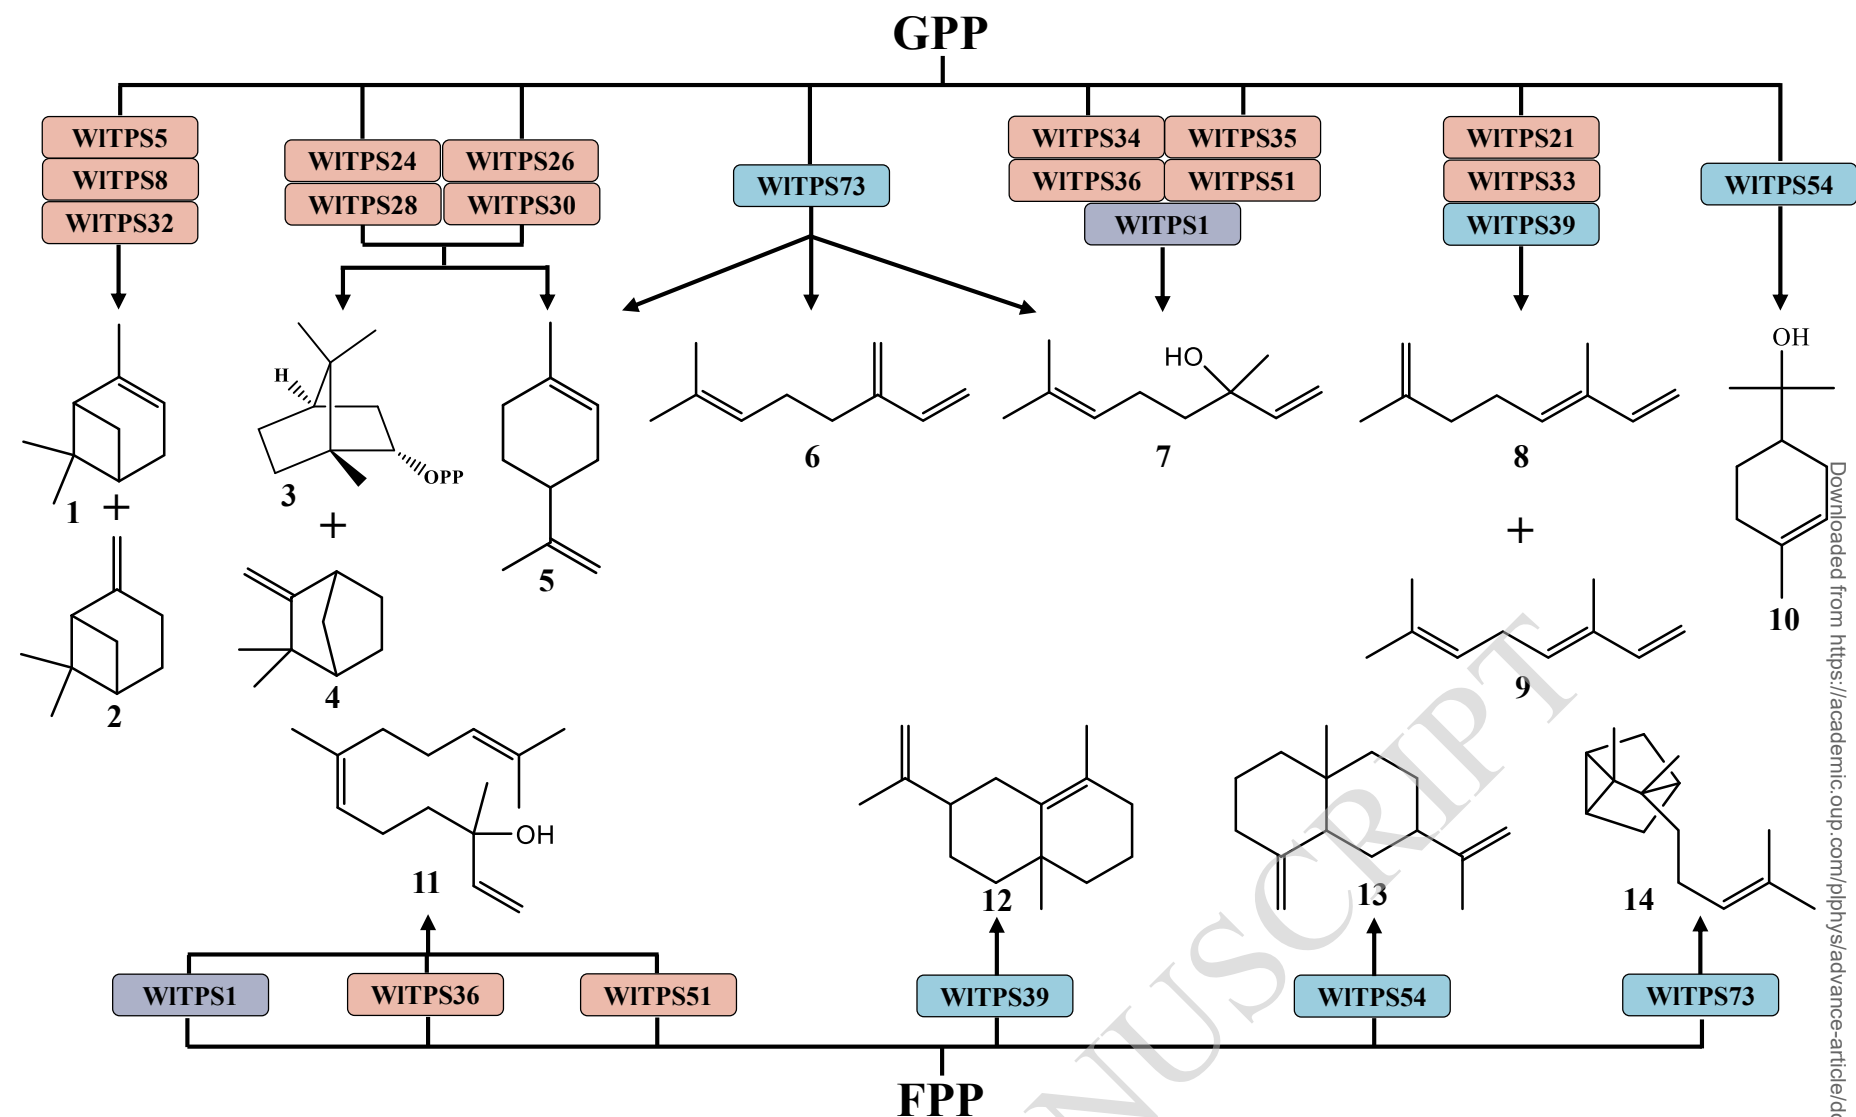 GPP
WlTPS5
WlTPS8
WlTPS32
WlTPS24 WlTPS26
WlTPS28 WlTPS30
WlTPS73
WlTPS34 WlTPS35
WlTPS36 WlTPS51
WlTPS1
WlTPS21
WlTPS33
WlTPS39
WlTPS54
1
+
2
H
OPP
3
+
4
5
6
HO
7
8
+
9
OH
10
OH
11
12
13
14
WlTPS1 WlTPS36 WlTPS51 WlTPS39 WlTPS54 WlTPS73
FPP
NUSCRIPT
Downloaded from https://academic.oup.com/plphys/advance-article/do